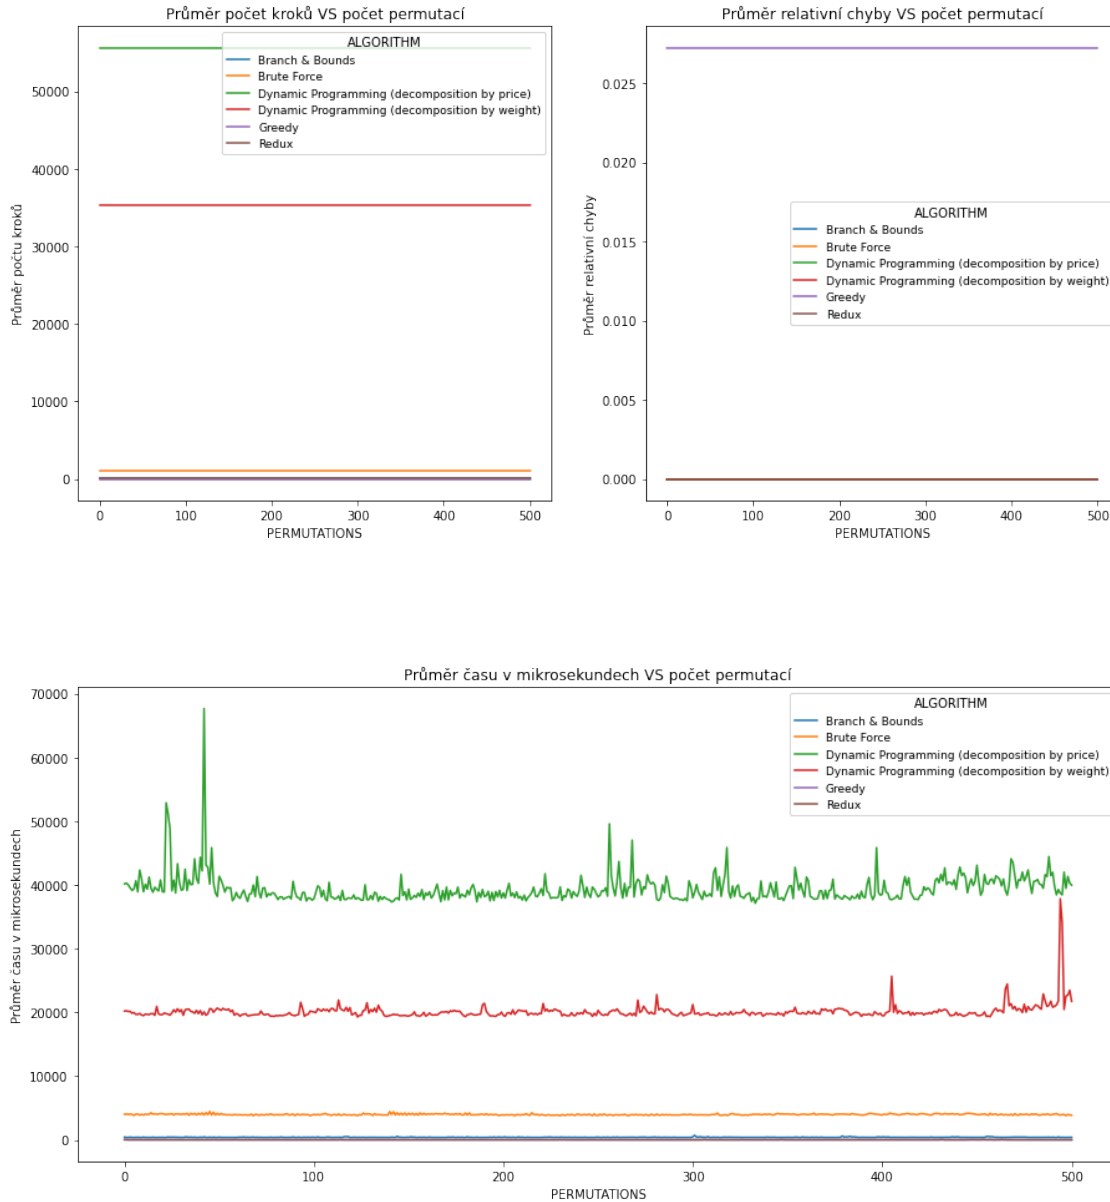 Průměr počet kroků VS počet permutací
Průměr počtu kroků
50000
40000
30000
20000
10000
0
ALGORITHM
Branch & Bounds
Brute Force
Dynamic Programming (decomposition by price)
Dynamic Programming (decomposition by weight)
Greedy
Redux
0 100 200 300 400 500
PERMUTATIONS
Průměr relativní chyby VS počet permutací
Průměr relativní chyby
0.025
0.020
0.015
0.010
0.005
0.000
ALGORITHM
Branch & Bounds
Brute Force
Dynamic Programming (decomposition by price)
Dynamic Programming (decomposition by weight)
Greedy
Redux
0 100 200 300 400 500
PERMUTATIONS
Průměr času v mikrosekundech VS počet permutací
Průměr času v mikrosekundech
70000
60000
50000
40000
30000
20000
10000
0
ALGORITHM
Branch & Bounds
Brute Force
Dynamic Programming (decomposition by price)
Dynamic Programming (decomposition by weight)
Greedy
Redux
0 100 200 300 400 500
PERMUTATIONS